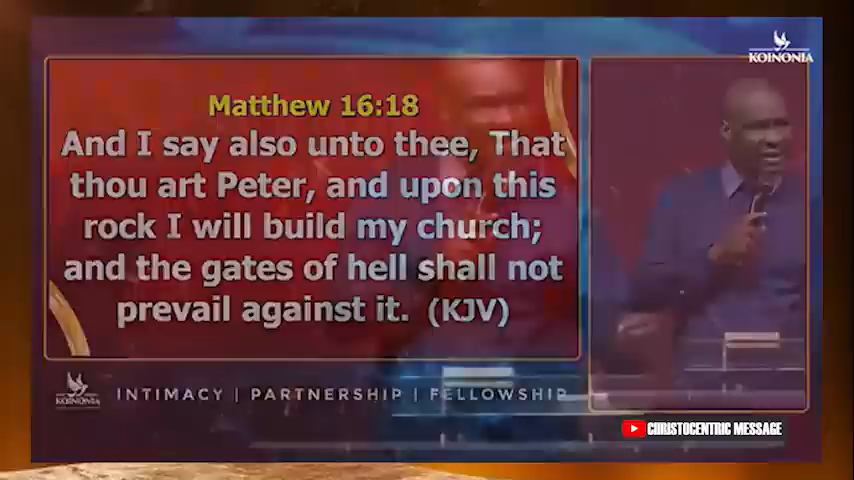 KOINONIA
Matthew 16:18
And I say also unto thee, That
thou art Peter, and upon this
rock I will build my church;
and the gates of hell shall not
prevail against it. (KJV)
KOINONIA
INTIMACY | PARTNERSHIP | FELLOWSHIP
CHRISTOCENTRIC MESSAGE